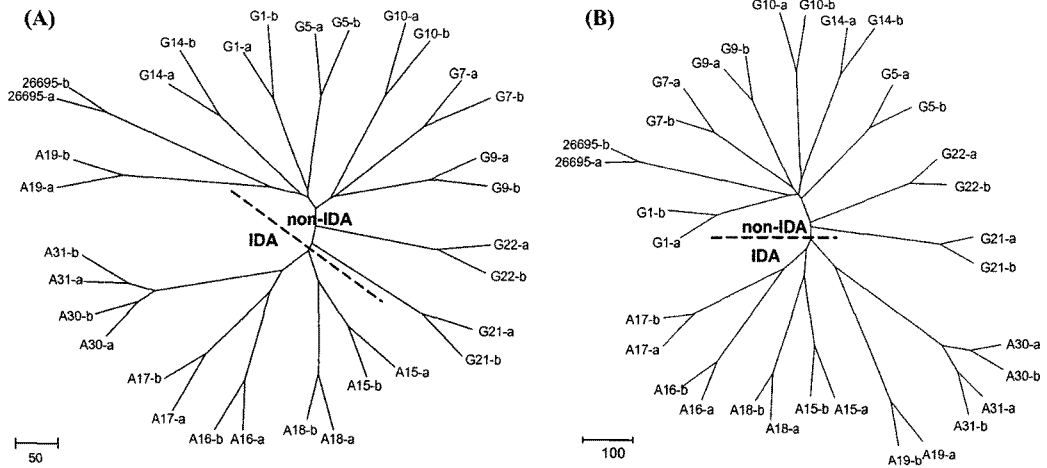 (A)
G1-b
G5-a
G5-b
G10-a
G10-b
G14-b
G1-a
G14-a
G7-a
G7-b
26695-b
26695-a
A19-b
A19-a
G9-a
G9-b
non-IDA
IDA
G22-a
G22-b
A31-b
A31-a
A30-b
A30-a
G21-a
G21-b
A17-b
A17-a
A16-b
A16-a
A18-b
A18-a
A15-b
A15-a
50
(B)
G10-a
G10-b
G14-a
G14-b
G9-b
G9-a
G7-a
G7-b
G5-a
G5-b
26695-b
26695-a
G22-a
G22-b
G1-b
G1-a
non-IDA
IDA
G21-a
G21-b
A17-b
A17-a
A16-b
A16-a
A18-b
A18-a
A15-b
A15-a
A30-a
A30-b
A31-a
A31-b
A19-a
A19-b
100